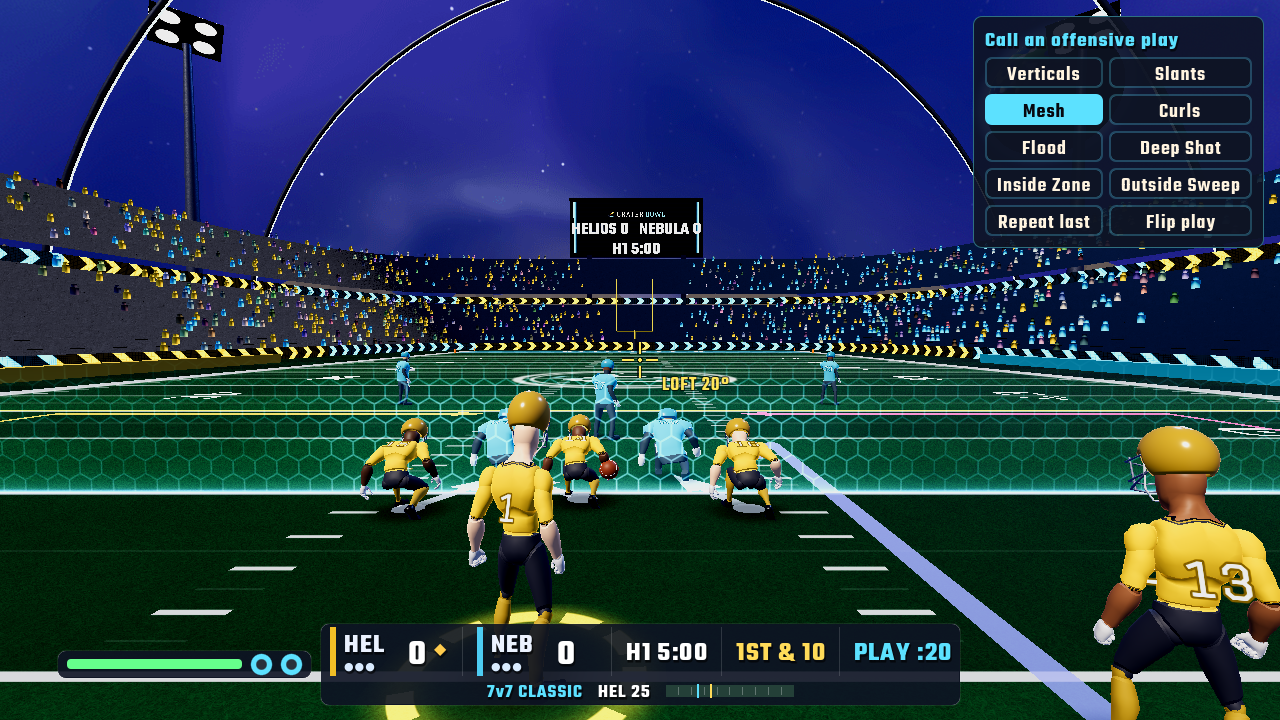 Call an offensive play
Verticals
Slants
Mesh
Curls
Flood
Deep Shot
Inside Zone
Outside Sweep
Repeat last
Flip play
CRATER BOWL
HELIOS 0 NEBULA 0
H1 5:00
LOFT 20°
1
13
HEL 0 NEB 0 H1 5:00 1ST & 10 PLAY :20
7v7 CLASSIC HEL 25